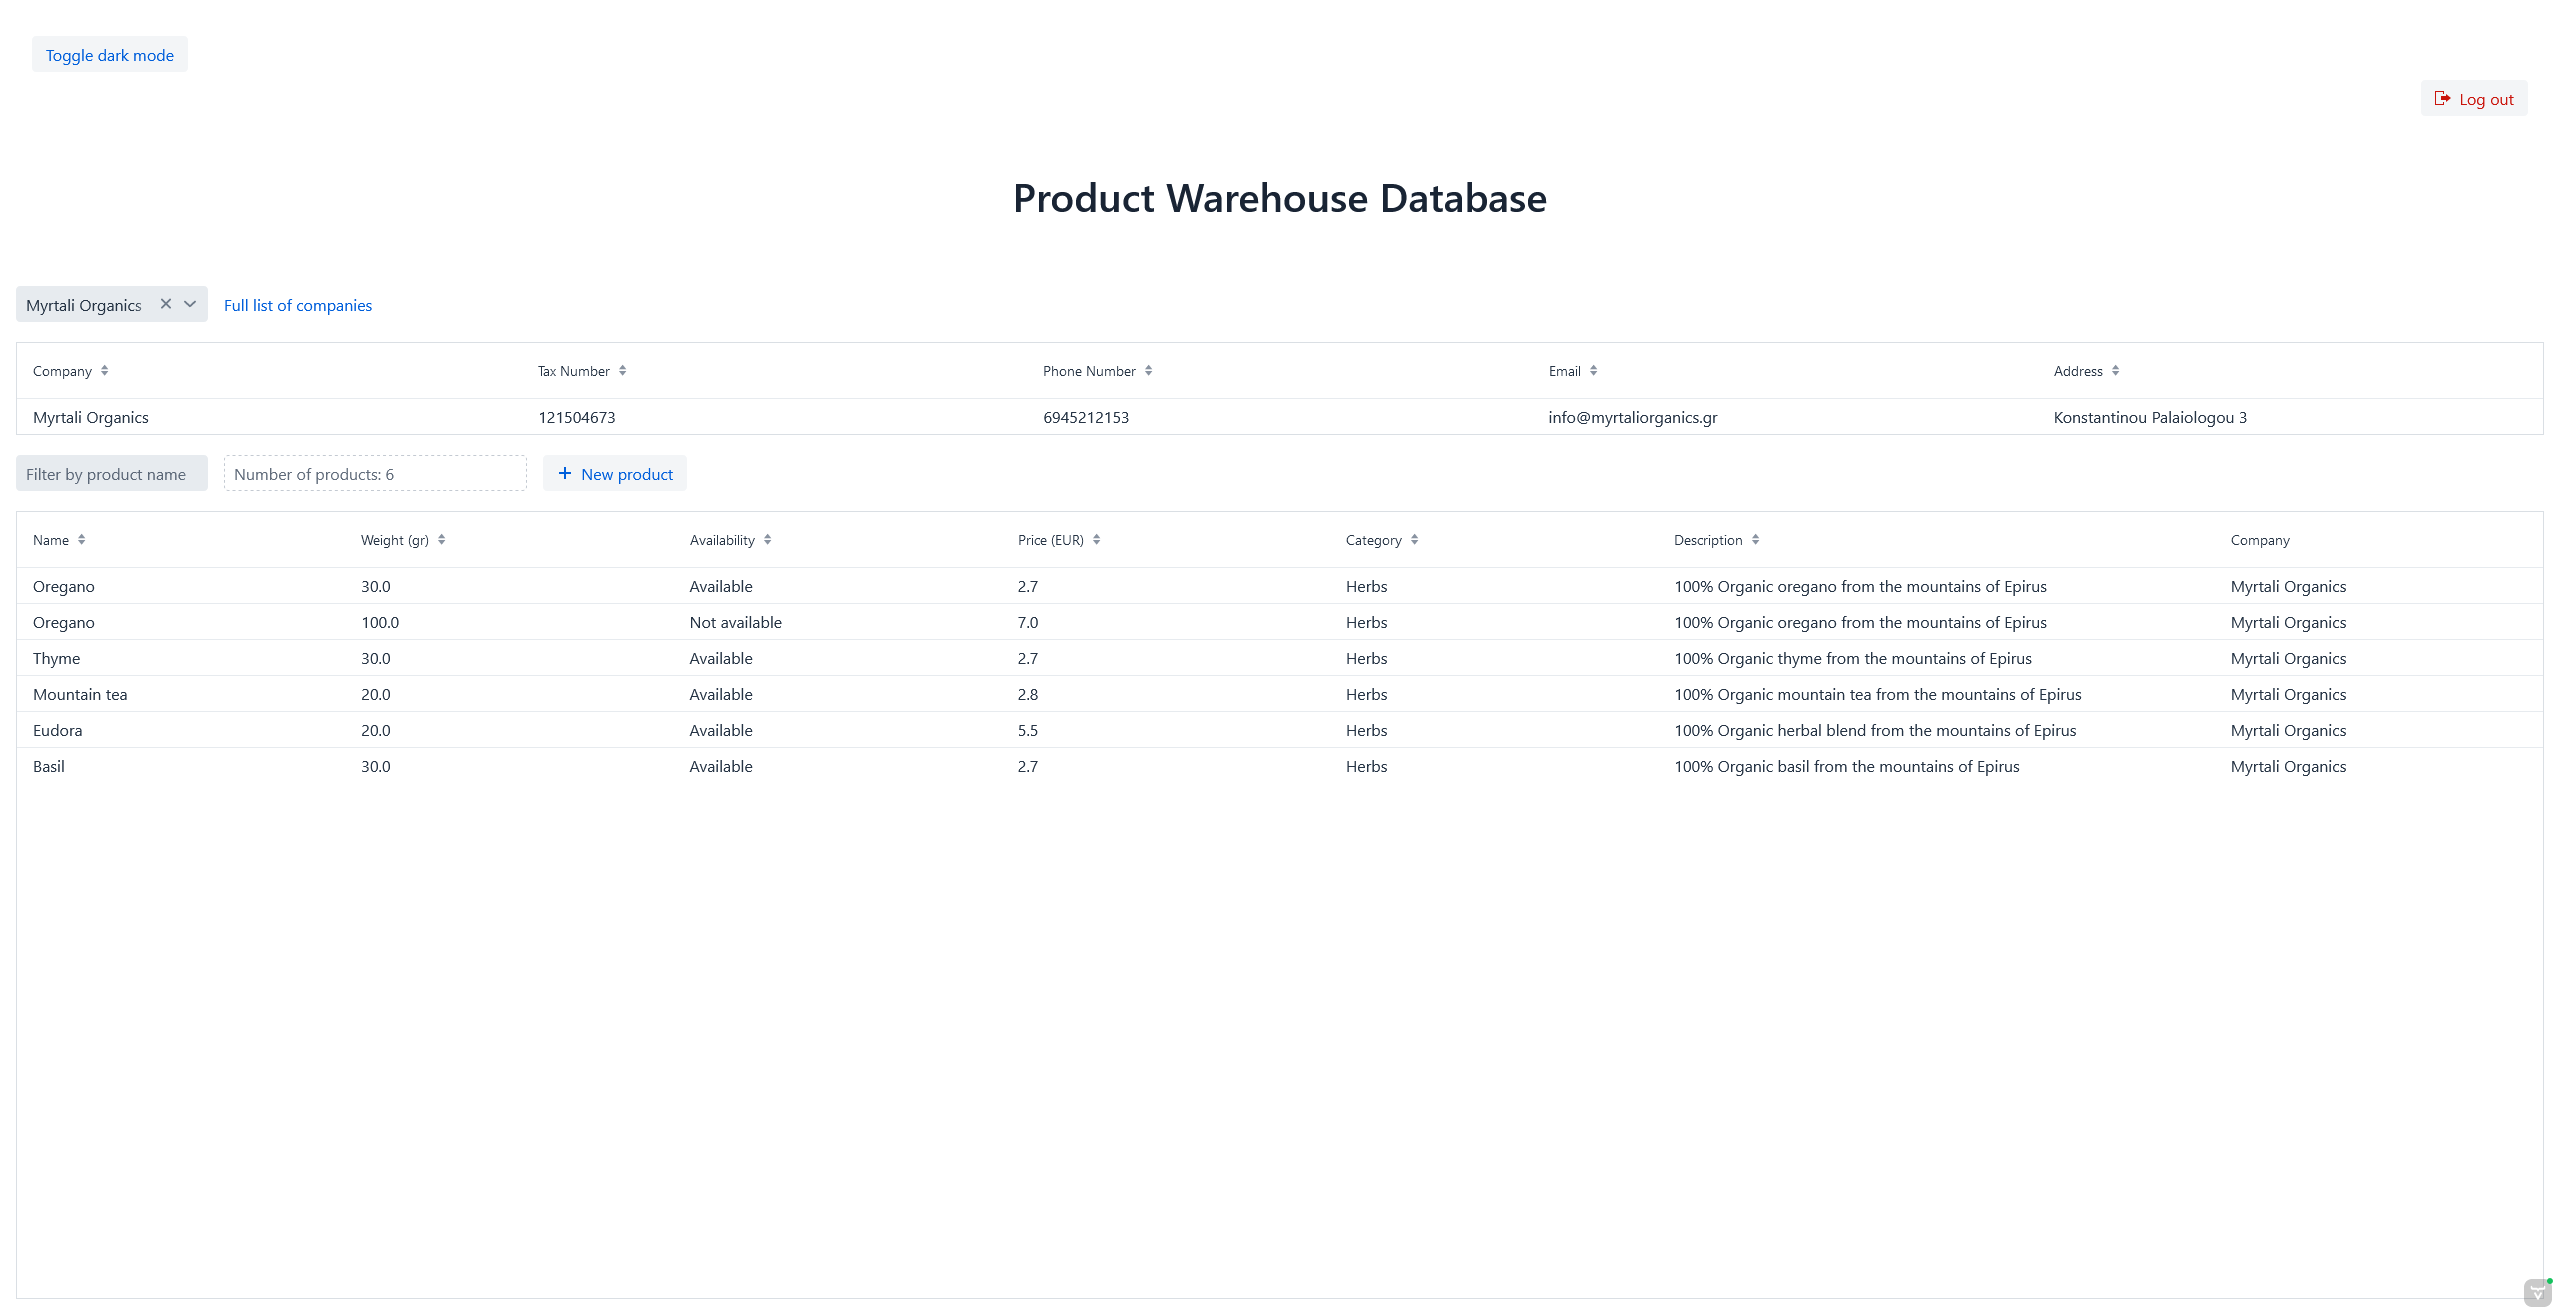 Toggle dark mode
Log out
Product Warehouse Database
Myrtali Organics Full list of companies
Company Tax Number Phone Number Email Address
Myrtali Organics 121504673 6945212153 info@myrtaliorganics.gr Konstantinou Palaiologou 3
Filter by product name Number of products: 6 New product
Name Weight (gr) Availability Price (EUR) Category Description Company
Oregano 30.0 Available 2.7 Herbs 100% Organic oregano from the mountains of Epirus Myrtali Organics
Oregano 100.0 Not available 7.0 Herbs 100% Organic oregano from the mountains of Epirus Myrtali Organics
Thyme 30.0 Available 2.7 Herbs 100% Organic thyme from the mountains of Epirus Myrtali Organics
Mountain tea 20.0 Available 2.8 Herbs 100% Organic mountain tea from the mountains of Epirus Myrtali Organics
Eudora 20.0 Available 5.5 Herbs 100% Organic herbal blend from the mountains of Epirus Myrtali Organics
Basil 30.0 Available 2.7 Herbs 100% Organic basil from the mountains of Epirus Myrtali Organics